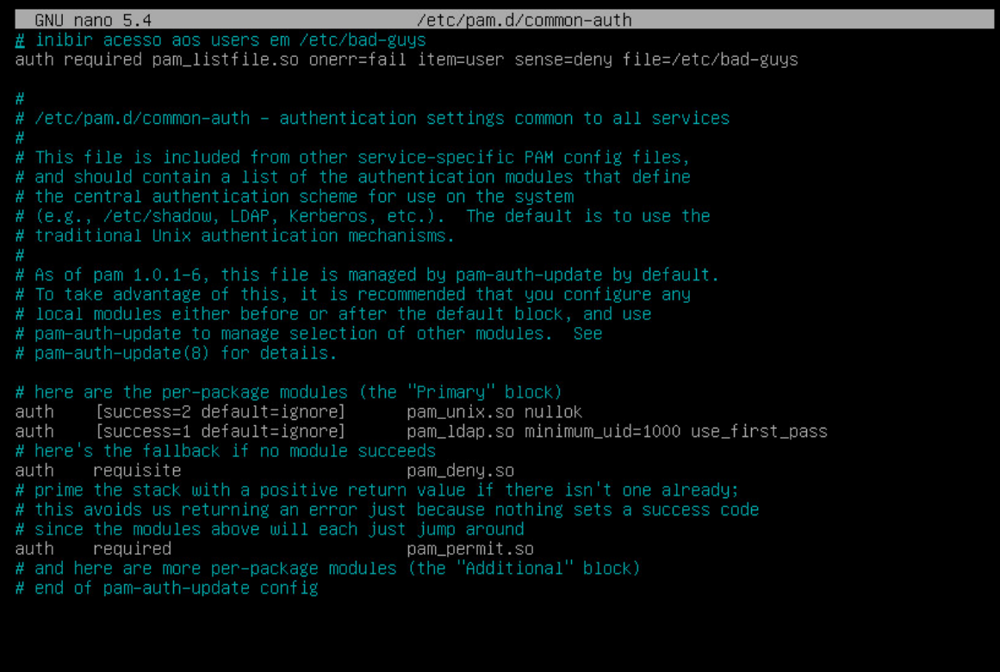 GNU nano 5.4 /etc/pam.d/common-auth
# inibir acesso aos users em /etc/bad-guys
auth required pam_listfile.so onerr=fail item=user sense=deny file=/etc/bad-guys
#
# /etc/pam.d/common-auth - authentication settings common to all services
#
# This file is included from other service-specific PAM config files,
# and should contain a list of the authentication modules that define
# the central authentication scheme for use on the system
# (e.g., /etc/shadow, LDAP, Kerberos, etc.).  The default is to use the
# traditional Unix authentication mechanisms.
#
# As of pam 1.0.1-6, this file is managed by pam-auth-update by default.
# To take advantage of this, it is recommended that you configure any
# local modules either before or after the default block, and use
# pam-auth-update to manage selection of other modules.  See
# pam-auth-update(8) for details.
# here are the per-package modules (the "Primary" block)
auth    [success=2 default=ignore]      pam_unix.so nullok
auth    [success=1 default=ignore]      pam_ldap.so minimum_uid=1000 use_first_pass
# here's the fallback if no module succeeds
auth    requisite                       pam_deny.so
# prime the stack with a positive return value if there isn't one already;
# this avoids us returning an error just because nothing sets a success code
# since the modules above will each just jump around
auth    required                        pam_permit.so
# and here are more per-package modules (the "Additional" block)
# end of pam-auth-update config